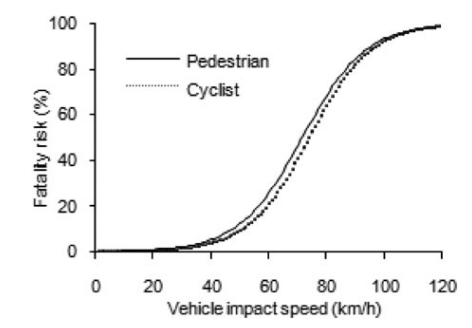 100
80
60
40
20
0
Fatality risk (%)
Pedestrian
Cyclist
0 20 40 60 80 100 120
Vehicle impact speed (km/h)